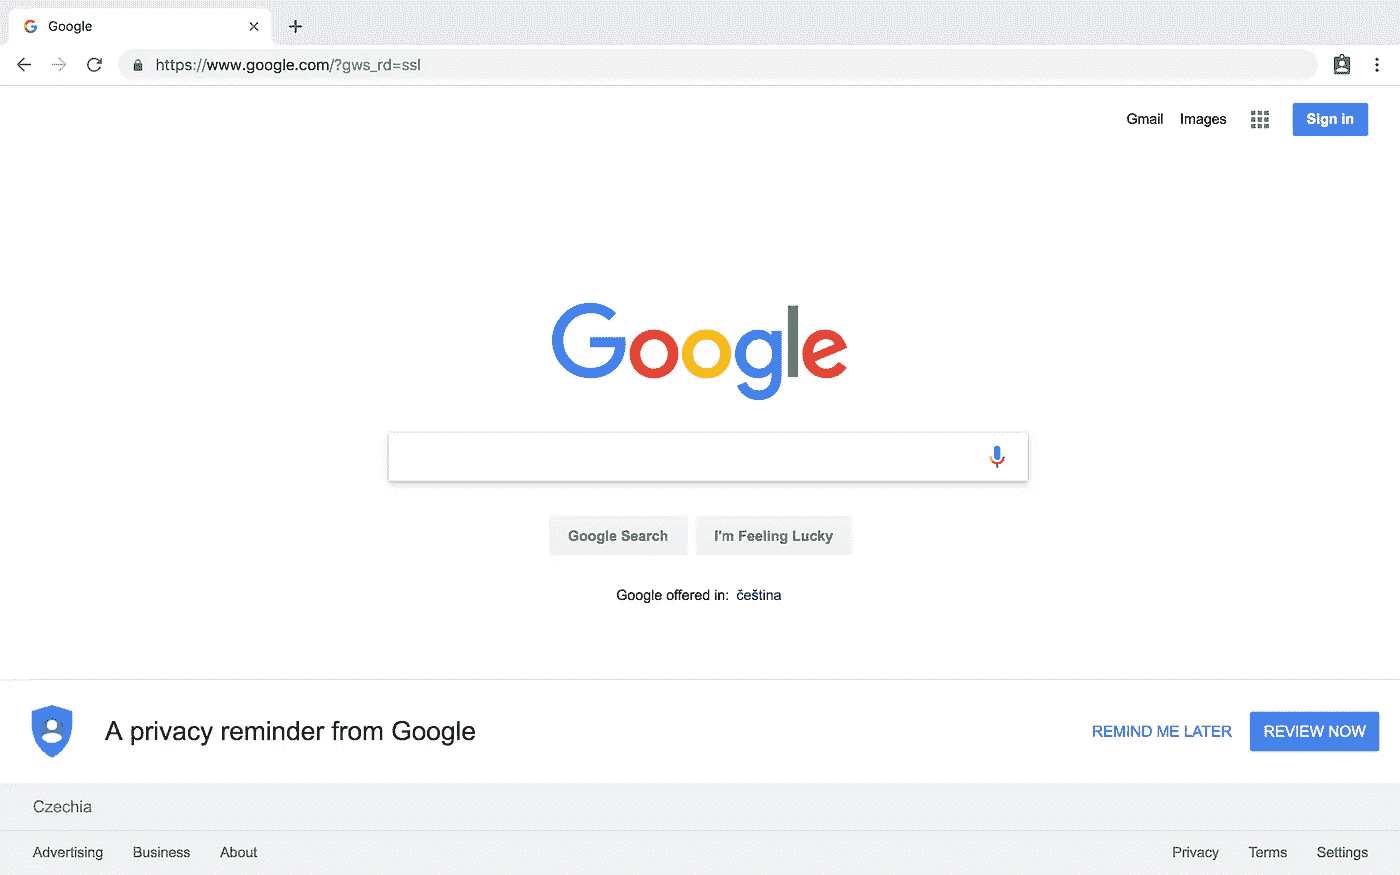 Google
https://www.google.com/?gws_rd=ssl
Gmail Images Sign in
Google
Google Search I'm Feeling Lucky
Google offered in: čeština
A privacy reminder from Google REMIND ME LATER REVIEW NOW
Czechia
Advertising Business About Privacy Terms Settings